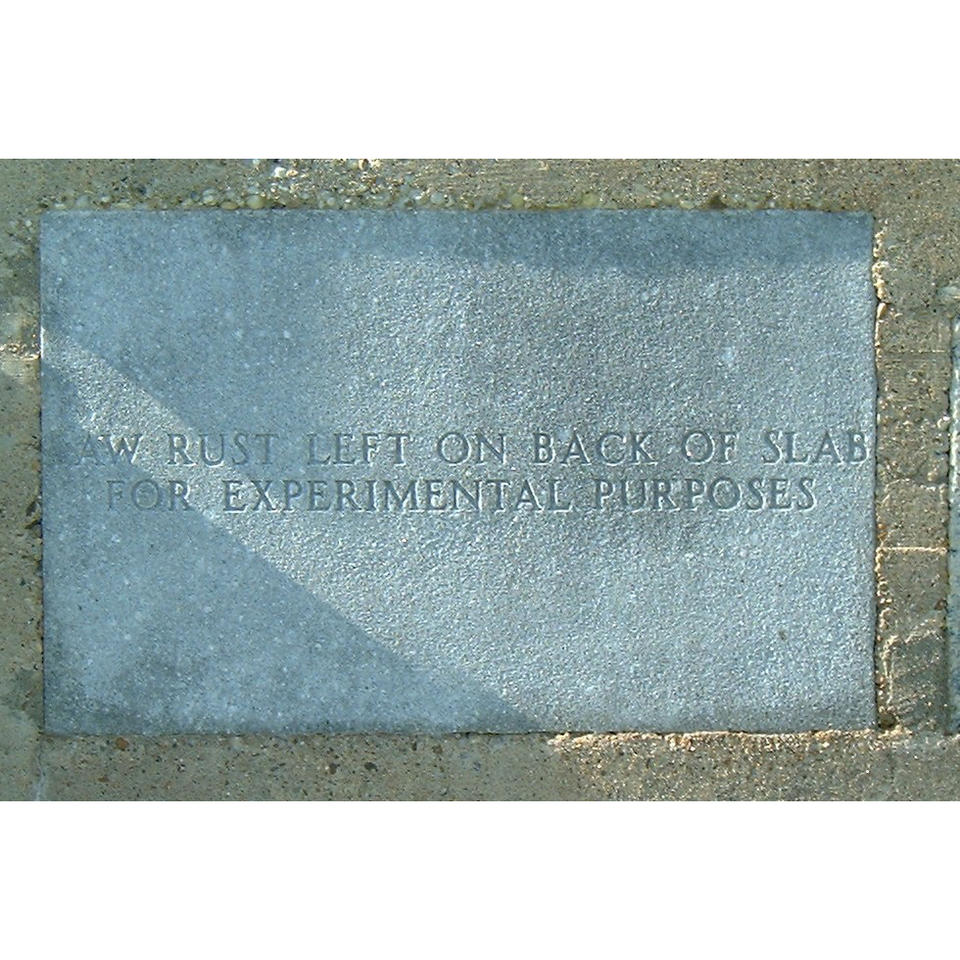 AW RUST LEFT ON BACK OF SLAB
FOR EXPERIMENTAL PURPOSES